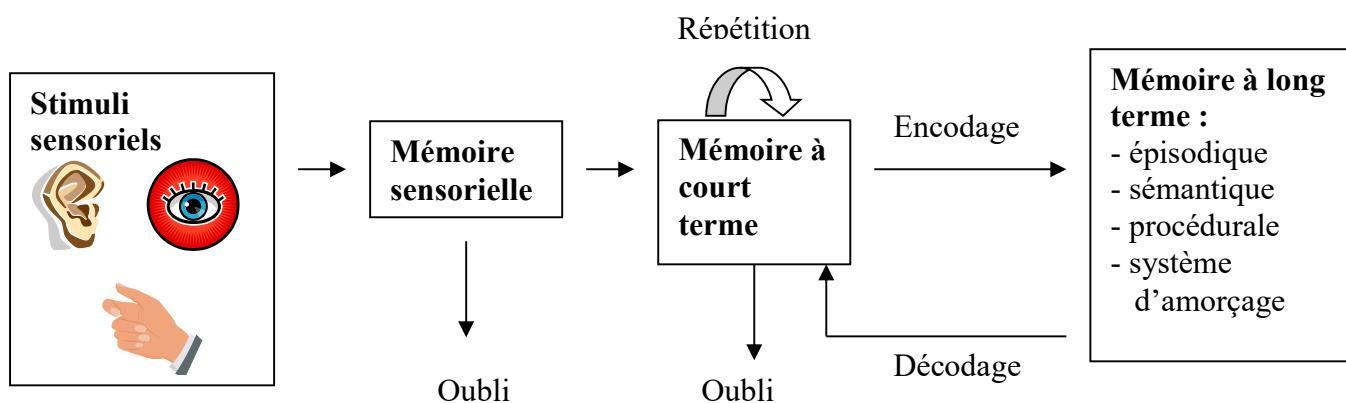 Répétition
Stimuli
sensoriels
Mémoire
sensorielle
Mémoire à
court
terme
Encodage
Mémoire à long
terme :
- épisodique
- sémantique
- procédurale
- système
d’amorçage
Décodage
Oubli
Oubli